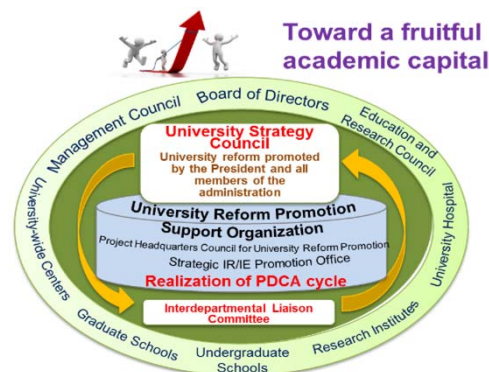 Toward a fruitful
academic capital
Management Council
Board of Directors
Education and
Research Council
University Hospital
Research Institutes
Undergraduate
Schools
Graduate Schools
University-wide Centers
University Strategy
Council
University reform promoted
by the President and all
members of the
administration
University Reform Promotion
Support Organization
Project Headquarters Council for University Reform Promotion
Strategic IR/IE Promotion Office
Realization of PDCA cycle
Interdepartmental Liaison
Committee